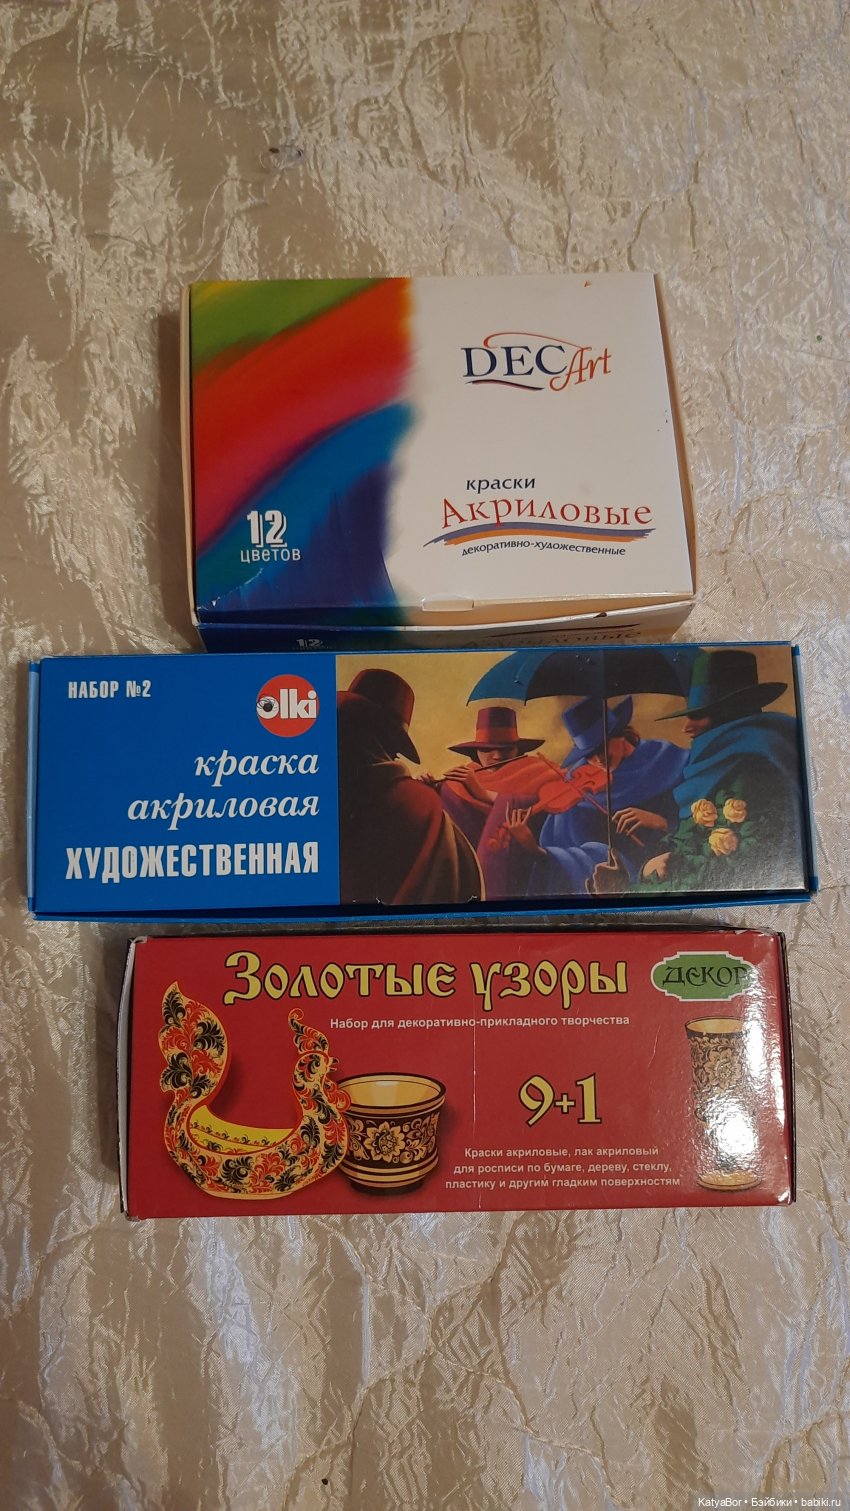 DECArt
краски
Акриловые
декоративно-художественные
12
цветов
12
НАБОР №2
Olki
краска
акриловая
ХУДОЖЕСТВЕННАЯ
Золотые узоры
ДЕКОР
Набор для декоративно-прикладного творчества
9+1
Краски акриловые, лак акриловый
для росписи по бумаге, дереву, стеклу,
пластику и другим гладким поверхностям
KatyaBor • Бэйбики • babiki.ru